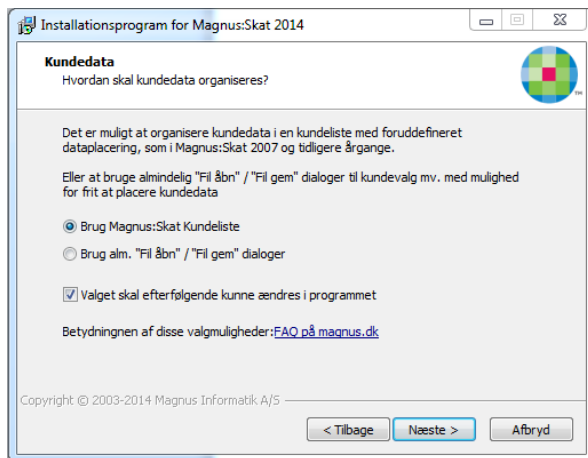 Installationsprogram for Magnus:Skat 2014
Kundedata
Hvordan skal kundedata organiseres?
TM
Det er muligt at organisere kundedata i en kundeliste med foruddefineret
dataplacering, som i Magnus:Skat 2007 og tidligere årgange.
Eller at bruge almindelig "Fil åbn" / "Fil gem" dialoger til kundevalg mv. med mulighed
for frit at placere kundedata
Brug Magnus:Skat Kundeliste
Brug alm. "Fil åbn" / "Fil gem" dialoger
Valget skal efterfølgende kunne ændres i programmet
Betydningnen af disse valgmuligheder:FAQ på magnus.dk
Copyright © 2003-2014 Magnus Informatik A/S
< Tilbage
Næste >
Afbryd